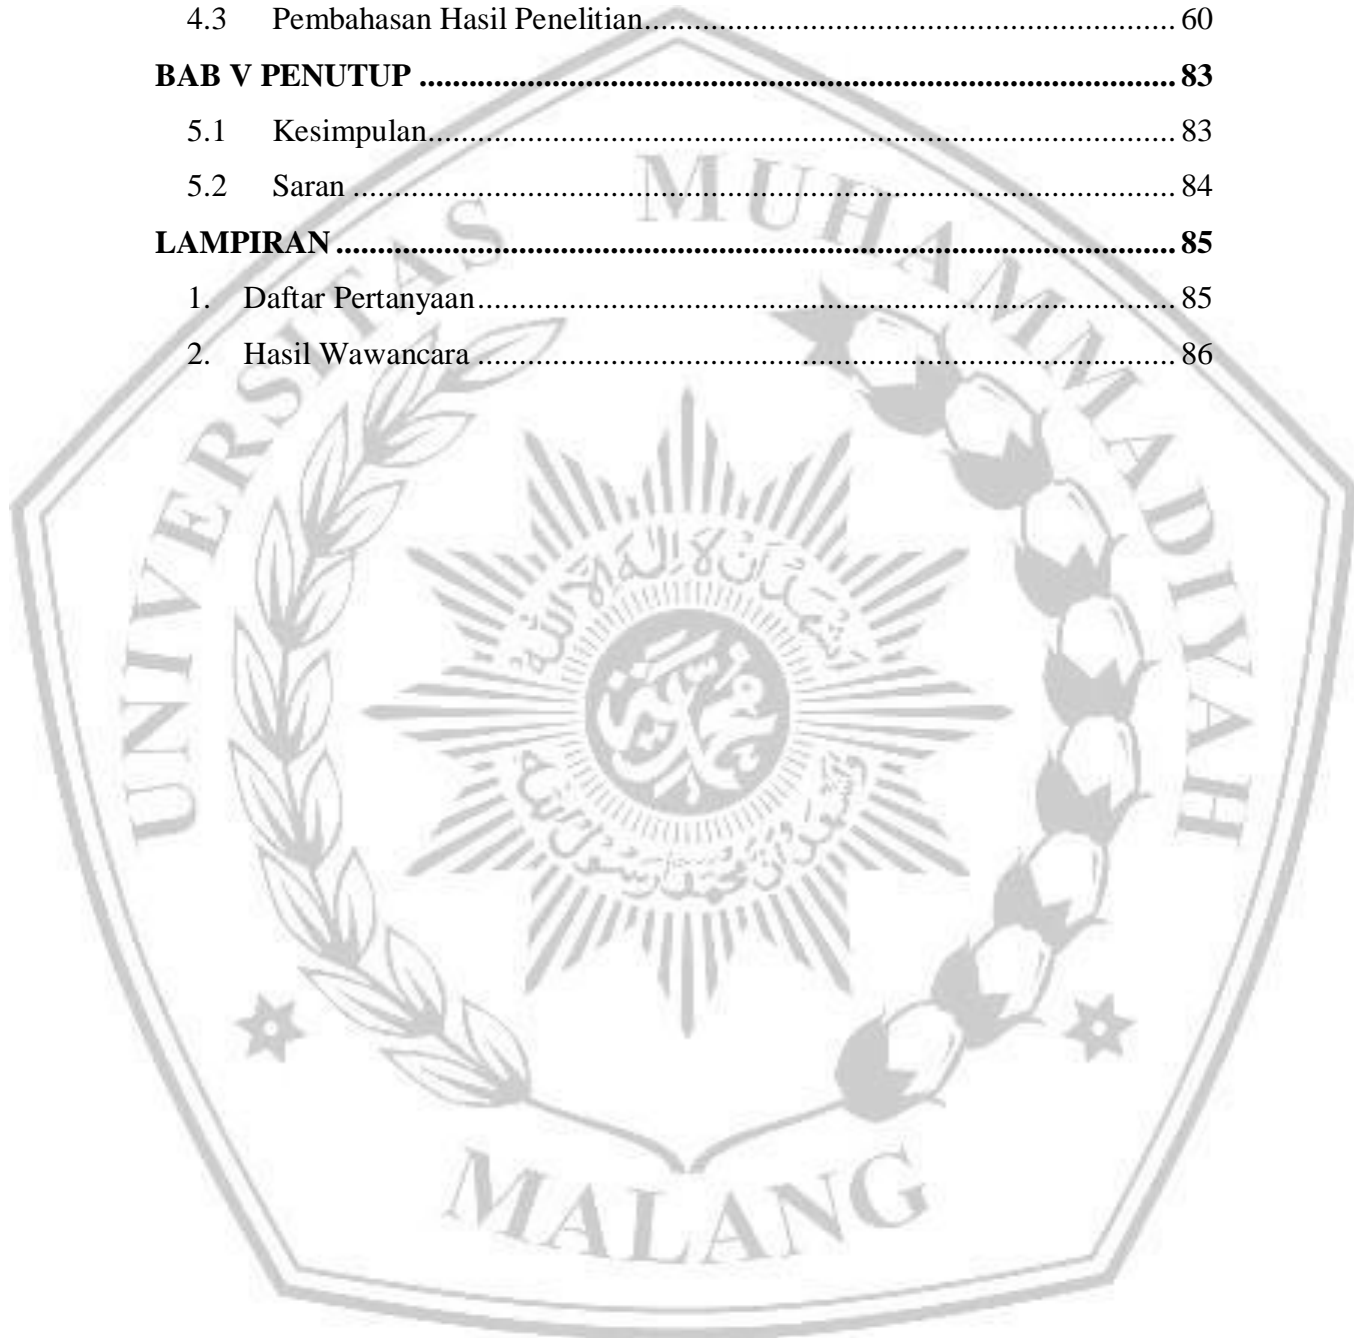 4.3 Pembahasan Hasil Penelitian........................................................ 60
BAB V PENUTUP ................................................................................ 83
5.1 Kesimpulan............................................................................... 83
5.2 Saran ....................................................................................... 84
LAMPIRAN......................................................................................... 85
1. Daftar Pertanyaan.......................................................................... 85
2. Hasil Wawancara .......................................................................... 86
UNIVERSITAS MUHAMMADIYAH
MALANG